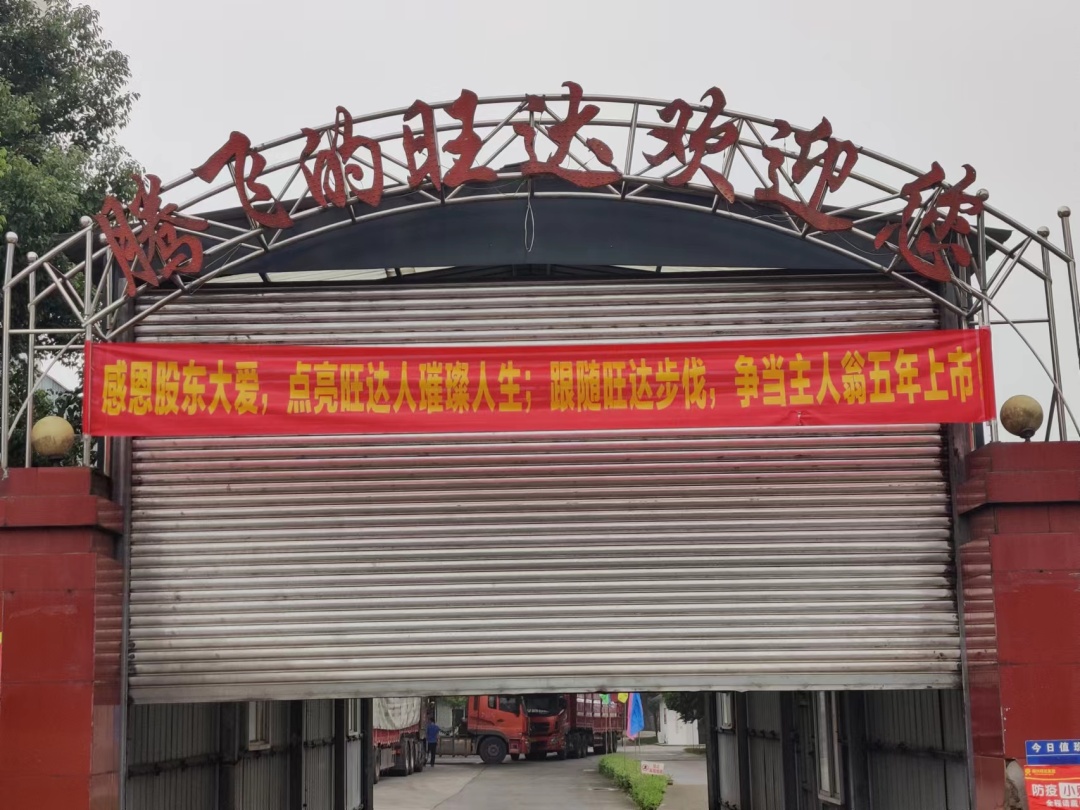 腾飞的旺达欢迎您
感恩股东大爱，点亮旺达人璀璨人生；跟随旺达步伐，争当主人翁五年上市
今日值班
防疫小